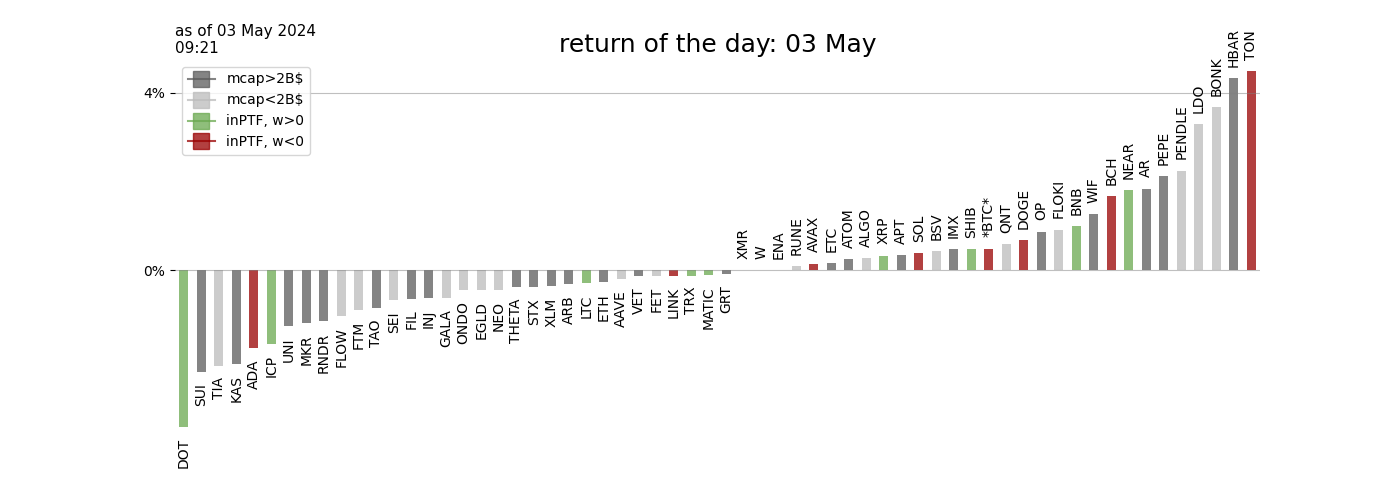 as of 03 May 2024
09:21
return of the day: 03 May
mcap>2B$
mcap<2B$
inPTF, w>0
inPTF, w<0
4%
0%
DOT
SUI
TIA
KAS
ADA
ICP
UNI
MKR
RNDR
FLOW
FTM
TAO
SEI
FIL
INJ
GALA
ONDO
EGLD
NEO
THETA
STX
XLM
ARB
LTC
ETH
AAVE
VET
FET
LINK
TRX
MATIC
GRT
XMR
W
ENA
RUNE
AVAX
ETC
ATOM
ALGO
XRP
APT
SOL
BSV
IMX
SHIB
*BTC*
QNT
DOGE
OP
FLOKI
BNB
WIF
BCH
NEAR
AR
PEPE
PENDLE
LDO
BONK
HBAR
TON